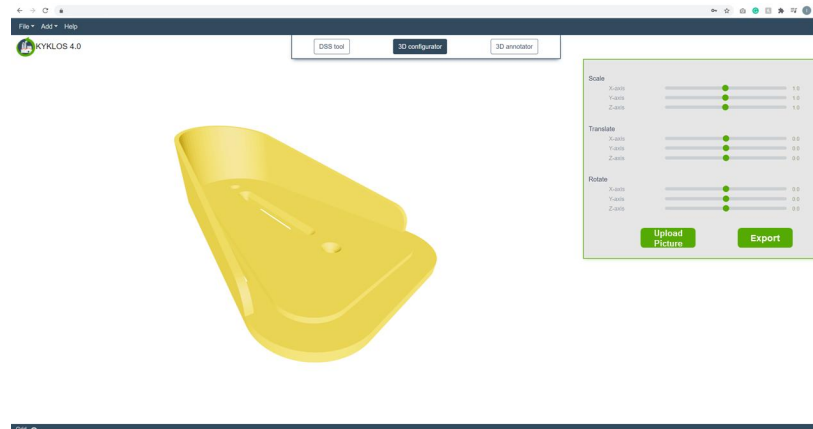 File Add Help
KYKLOS 4.0
DSS tool 3D configurator 3D annotator
Scale
X-axis 1.0
Y-axis 1.0
Z-axis 1.0
Translate
X-axis 0.0
Y-axis 0.0
Z-axis 0.0
Rotate
X-axis 0.0
Y-axis 0.0
Z-axis 0.0
Upload
Picture
Export